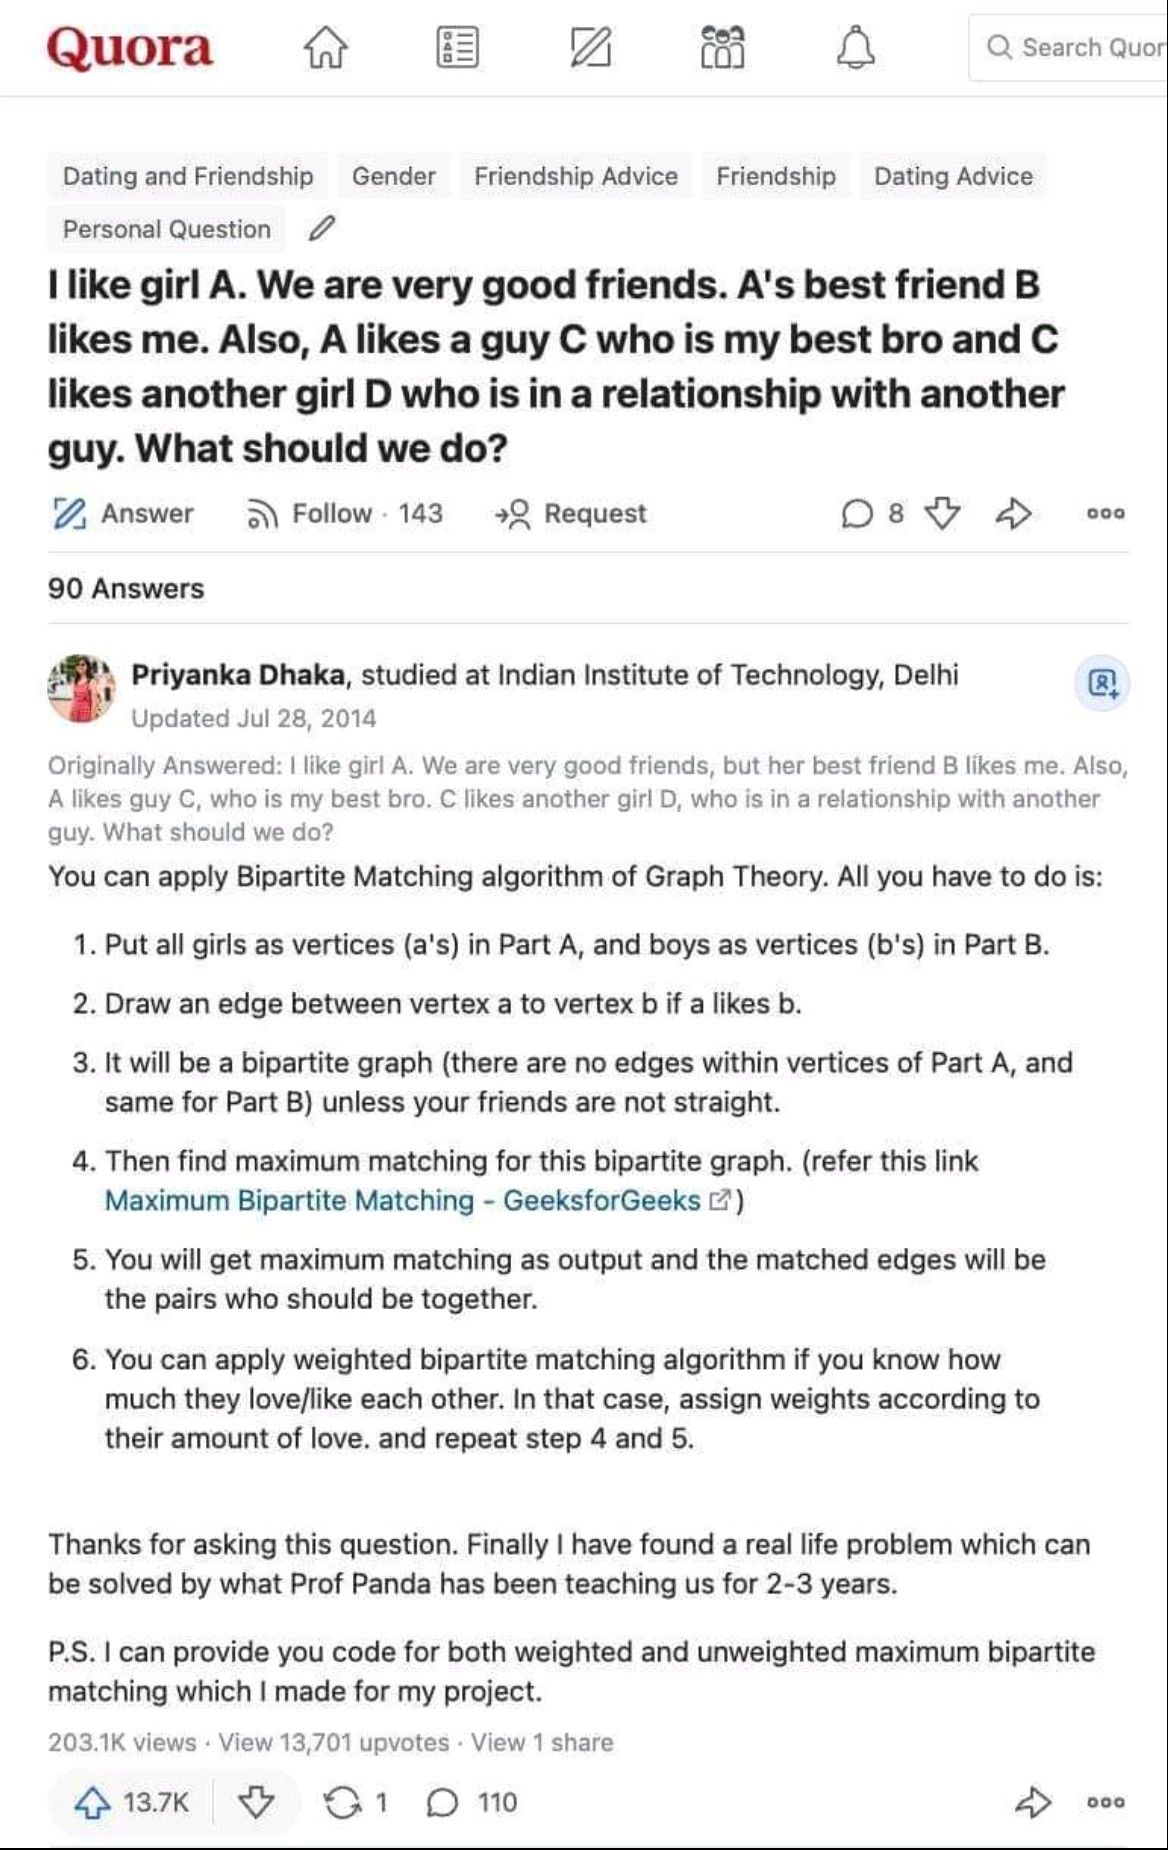 Quora
Search Quor
Dating and Friendship Gender Friendship Advice Friendship Dating Advice
Personal Question
I like girl A. We are very good friends. A's best friend B
likes me. Also, A likes a guy C who is my best bro and C
likes another girl D who is in a relationship with another
guy. What should we do?
Answer Follow · 143 Request 8
90 Answers
Priyanka Dhaka, studied at Indian Institute of Technology, Delhi
Updated Jul 28, 2014
Originally Answered: I like girl A. We are very good friends, but her best friend B likes me. Also,
A likes guy C, who is my best bro. C likes another girl D, who is in a relationship with another
guy. What should we do?
You can apply Bipartite Matching algorithm of Graph Theory. All you have to do is:
1. Put all girls as vertices (a's) in Part A, and boys as vertices (b's) in Part B.
2. Draw an edge between vertex a to vertex b if a likes b.
3. It will be a bipartite graph (there are no edges within vertices of Part A, and
same for Part B) unless your friends are not straight.
4. Then find maximum matching for this bipartite graph. (refer this link
Maximum Bipartite Matching - GeeksforGeeks )
5. You will get maximum matching as output and the matched edges will be
the pairs who should be together.
6. You can apply weighted bipartite matching algorithm if you know how
much they love/like each other. In that case, assign weights according to
their amount of love. and repeat step 4 and 5.
Thanks for asking this question. Finally I have found a real life problem which can
be solved by what Prof Panda has been teaching us for 2-3 years.
P.S. I can provide you code for both weighted and unweighted maximum bipartite
matching which I made for my project.
203.1K views · View 13,701 upvotes · View 1 share
13.7K 1 110